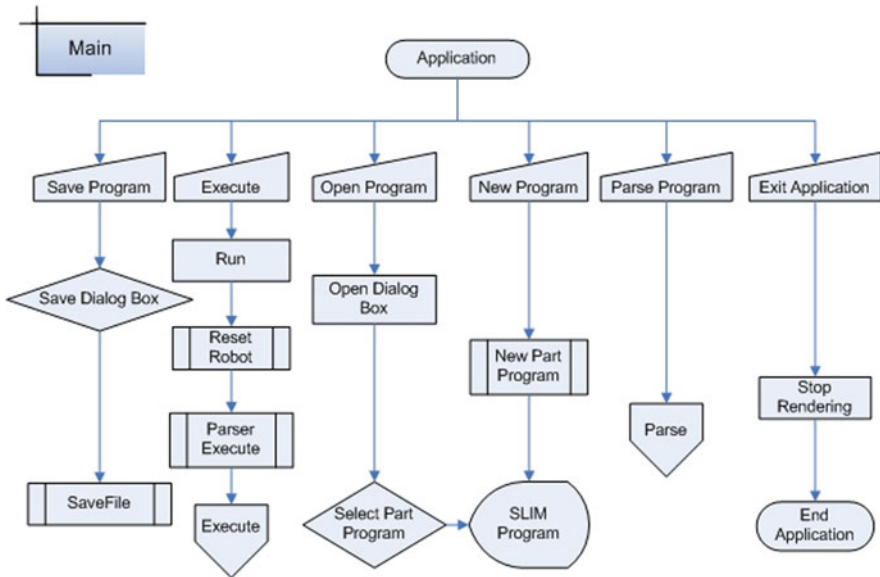 Main
Application
Save Program
Execute
Open Program
New Program
Parse Program
Exit Application
Run
Save Dialog Box
Open Dialog
Box
Reset
Robot
New Part
Program
Stop
Rendering
Parser
Execute
Parse
SaveFile
Execute
Select Part
Program
SLIM
Program
End
Application